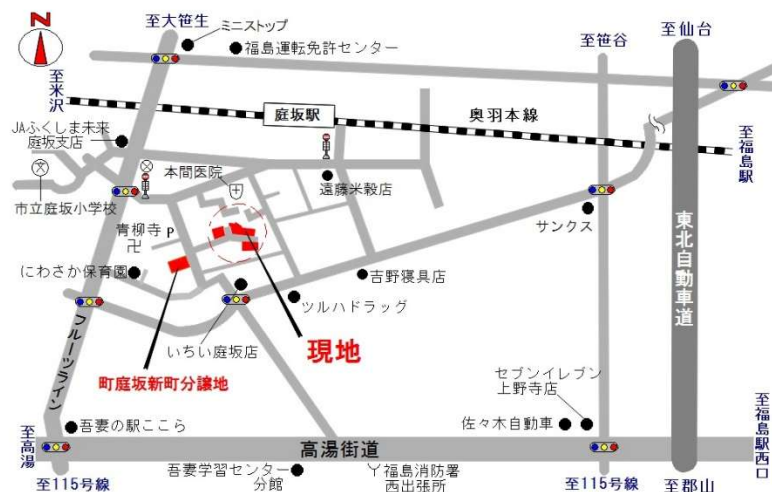 N
至大笹生
ミニストップ
福島運転免許センター
至笹谷
至仙台
至米沢
庭坂駅
奥羽本線
至福島駅
JAふくしま未来
庭坂支店
本間医院
遠藤米穀店
市立庭坂小学校
青柳寺 P
卍
サンクス
東北自動車道
にわさか保育園
吉野寝具店
ツルハドラッグ
フルーツライン
いちい庭坂店
現地
町庭坂新町分譲地
セブンイレブン
上野寺店
吾妻の駅ここら
佐々木自動車
至高湯
高湯街道
至福島駅西口
吾妻学習センター
分館
福島消防署
西出張所
至115号線
至115号線
至郡山